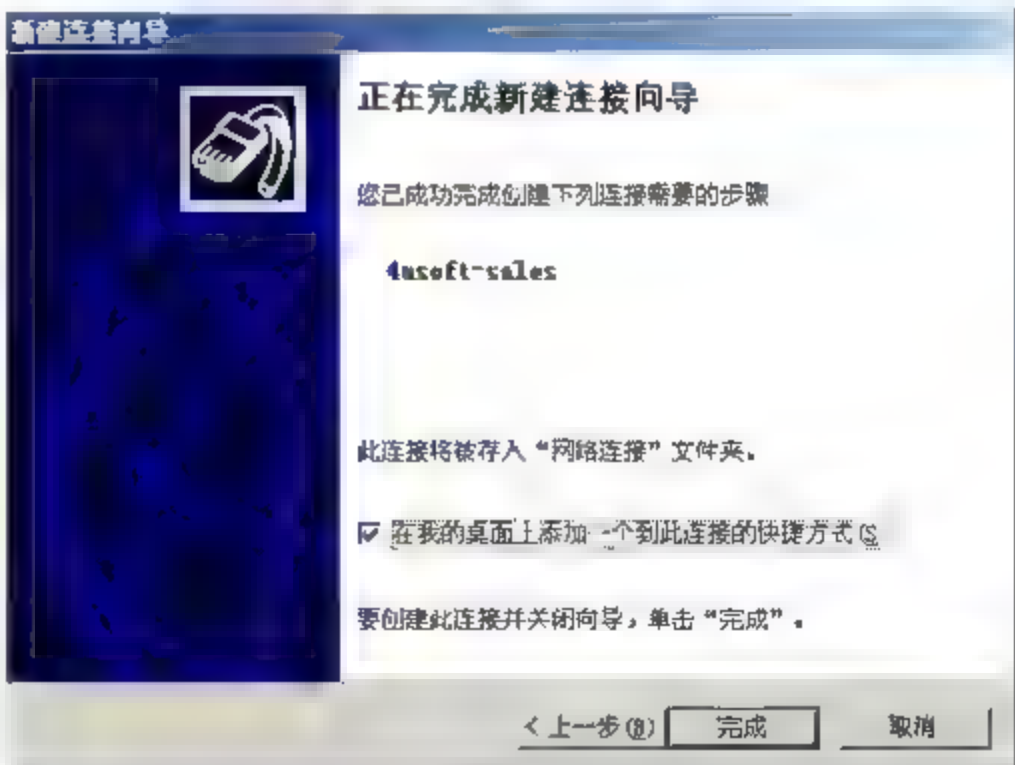 新建连接向导
正在完成新建连接向导
您已成功完成创建下列连接需要的步骤
4usoft-sales
此连接将被存入“网络连接”文件夹。
在我的桌面上添加一个到此连接的快捷方式(S
要创建此连接并关闭向导，单击“完成”。
< 上一步(B)
完成
取消